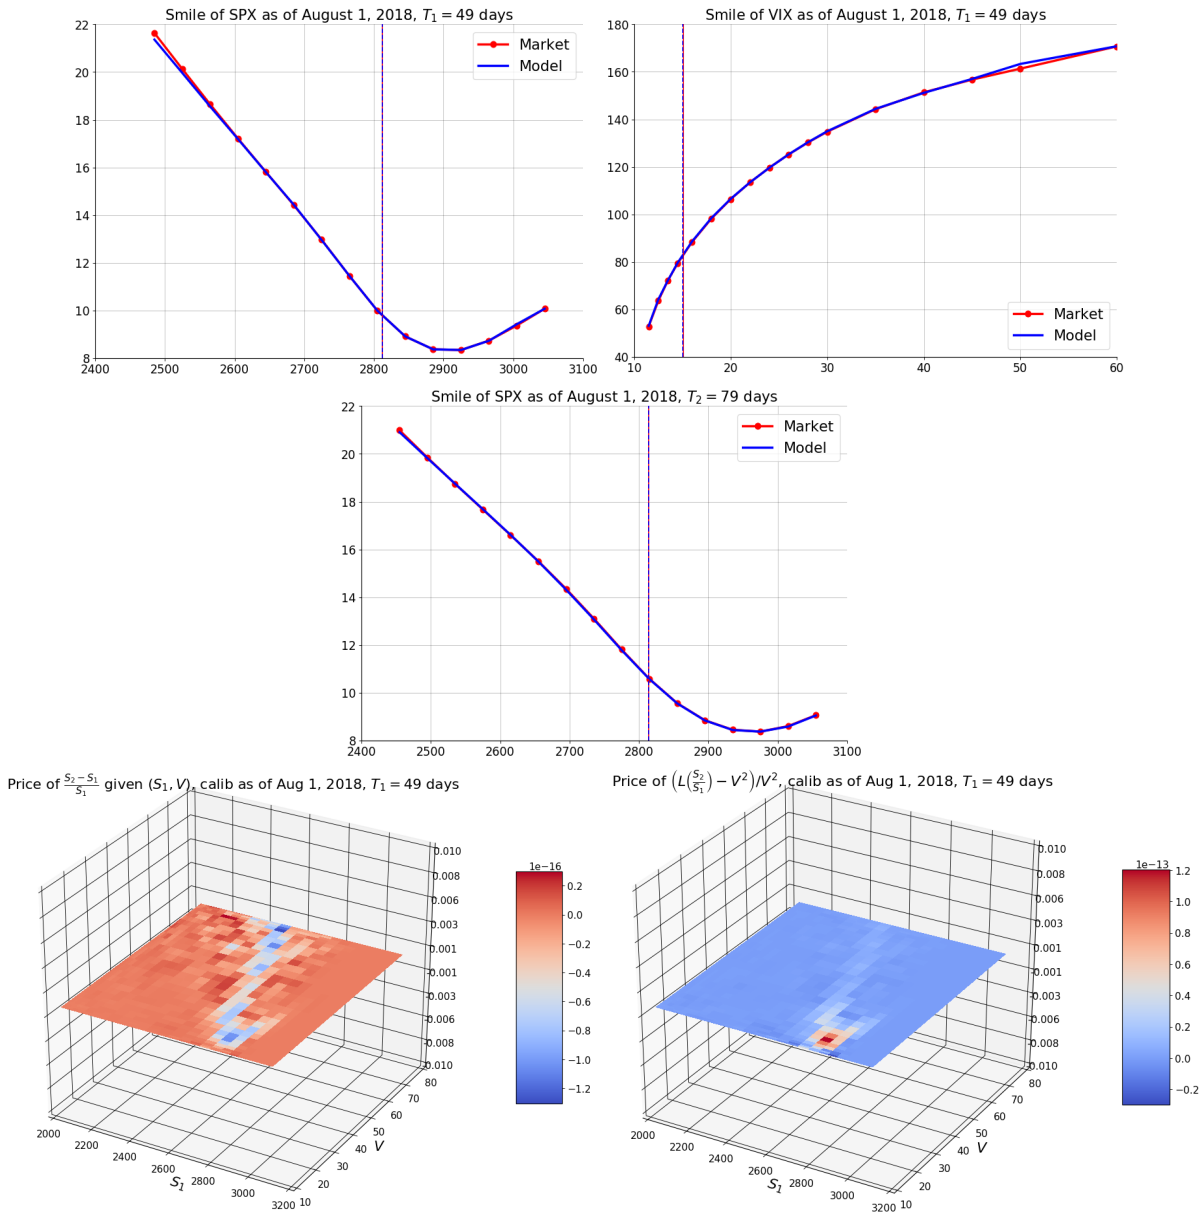 Smile of SPX as of August 1, 2018, T₁ = 49 days
22
20
18
16
14
12
10
8
2400 2500 2600 2700 2800 2900 3000 3100
Market
Model
Smile of VIX as of August 1, 2018, T₁ = 49 days
180
160
140
120
100
80
60
40
10 20 30 40 50 60
Market
Model
Smile of SPX as of August 1, 2018, T₂ = 79 days
22
20
18
16
14
12
10
8
2400 2500 2600 2700 2800 2900 3000 3100
Market
Model
Price of (S₂−S₁)/S₁ given (S₁, V), calib as of Aug 1, 2018, T₁ = 49 days
0.010
0.008
0.006
0.003
0.001
0.001
0.003
0.006
0.008
0.010
2000 2200 2400 2600 2800 3000 3200
S₁
10 20 30 40 50 60 70 80
V
1e−16
0.2
0.0
−0.2
−0.4
−0.6
−0.8
−1.0
−1.2
Price of (L(S₂/S₁) − V²)/V², calib as of Aug 1, 2018, T₁ = 49 days
0.010
0.008
0.006
0.003
0.001
0.001
0.003
0.006
0.008
0.010
2000 2200 2400 2600 2800 3000 3200
S₁
10 20 30 40 50 60 70 80
V
1e−13
1.2
1.0
0.8
0.6
0.4
0.2
0.0
−0.2